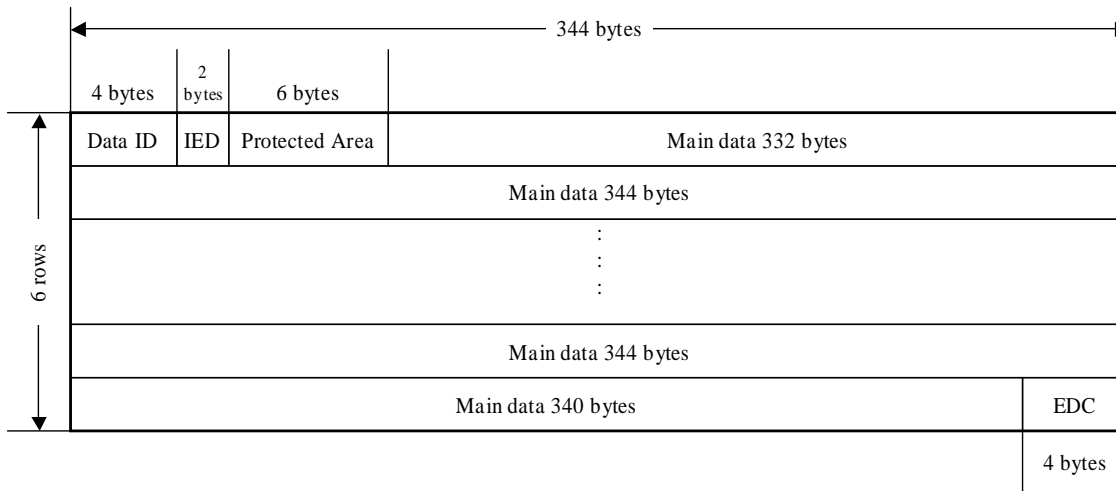 344 bytes
4 bytes
2
bytes
6 bytes
Data ID
IED
Protected Area
Main data 332 bytes
Main data 344 bytes
:
:
:
6 rows
Main data 344 bytes
Main data 340 bytes
EDC
4 bytes